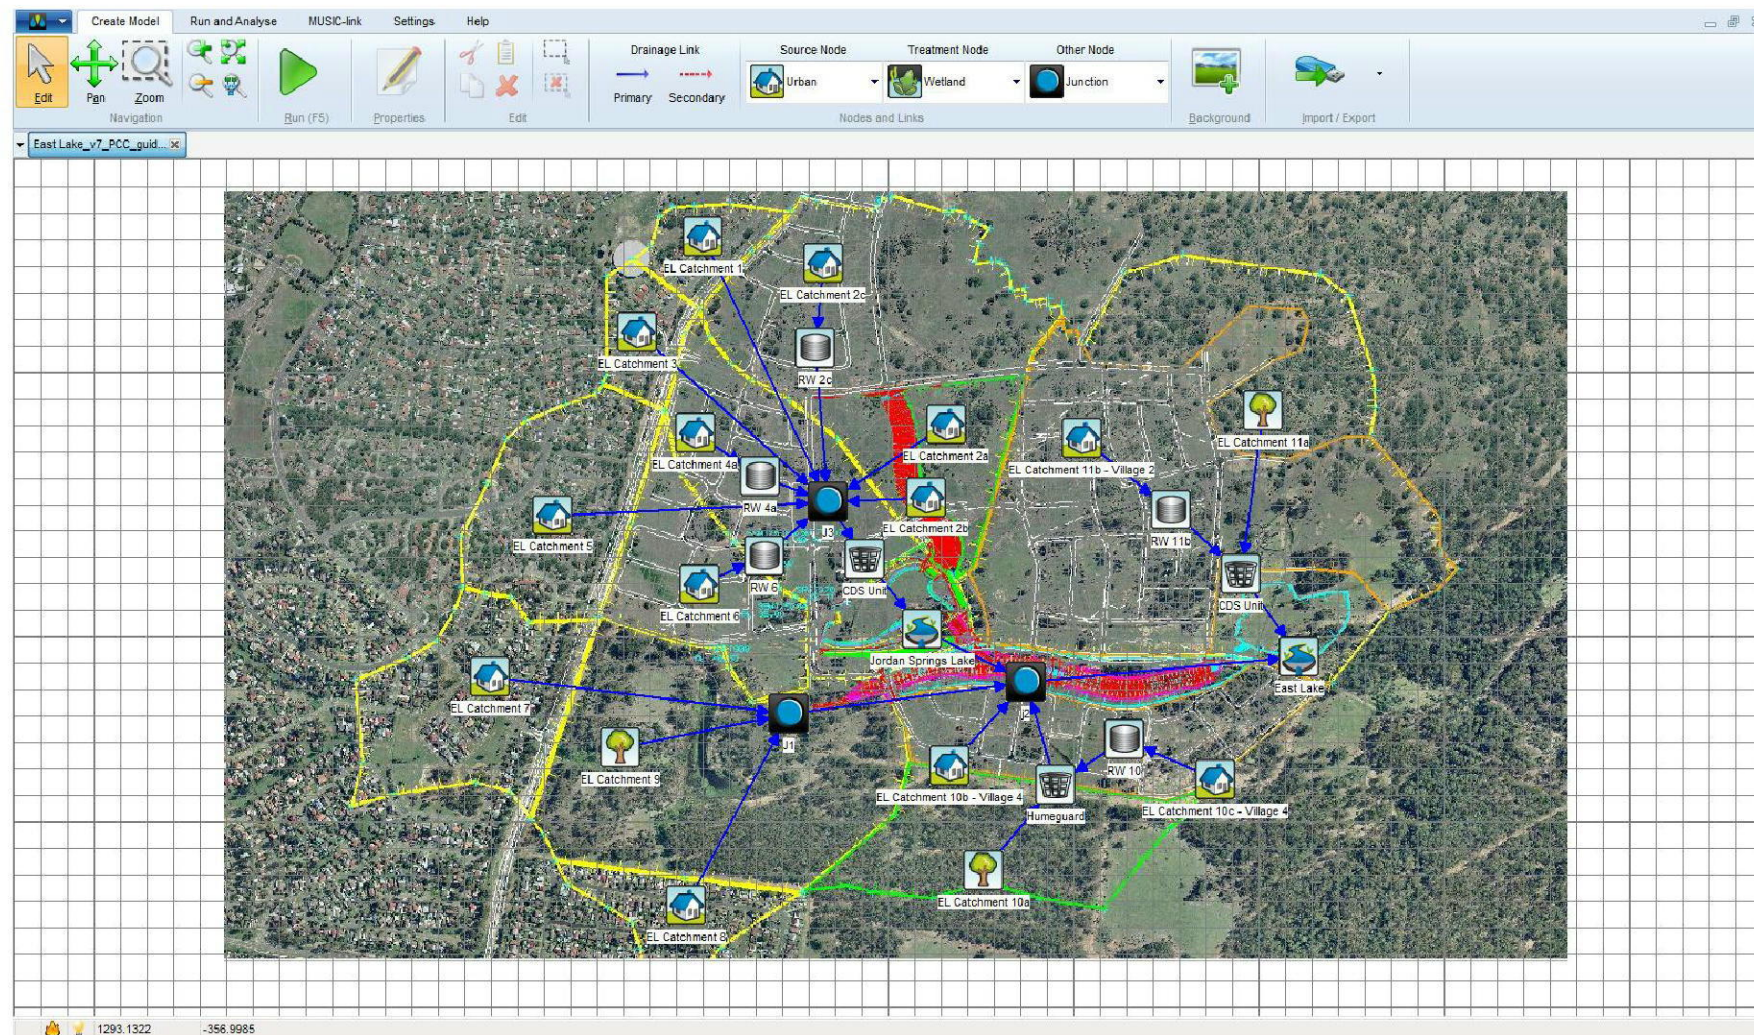 Create Model Run and Analyse MUSIC-link Settings Help
Drainage Link Source Node Treatment Node Other Node
Urban Wetland Junction
Edit Pan Zoom Primary Secondary
Navigation Run (F5) Properties Edit Nodes and Links Background Import / Export
East Lake_v7_PCC_guid...
EL Catchment 1
EL Catchment 2c
EL Catchment 3
RW 2c
EL Catchment 11a
EL Catchment 2a
EL Catchment 4a
EL Catchment 11b - Village 2
RW 4a
EL Catchment 2b
J3
RW 11b
EL Catchment 5
RW 6
CDS Unit
CDS Unit
EL Catchment 6
Jordan Springs Lake
East Lake
EL Catchment 7
J2
J1
RW 10
EL Catchment 9
EL Catchment 10b - Village 4
EL Catchment 10c - Village 4
Humeguard
EL Catchment 10a
EL Catchment 8
1293.1322 -356.9985